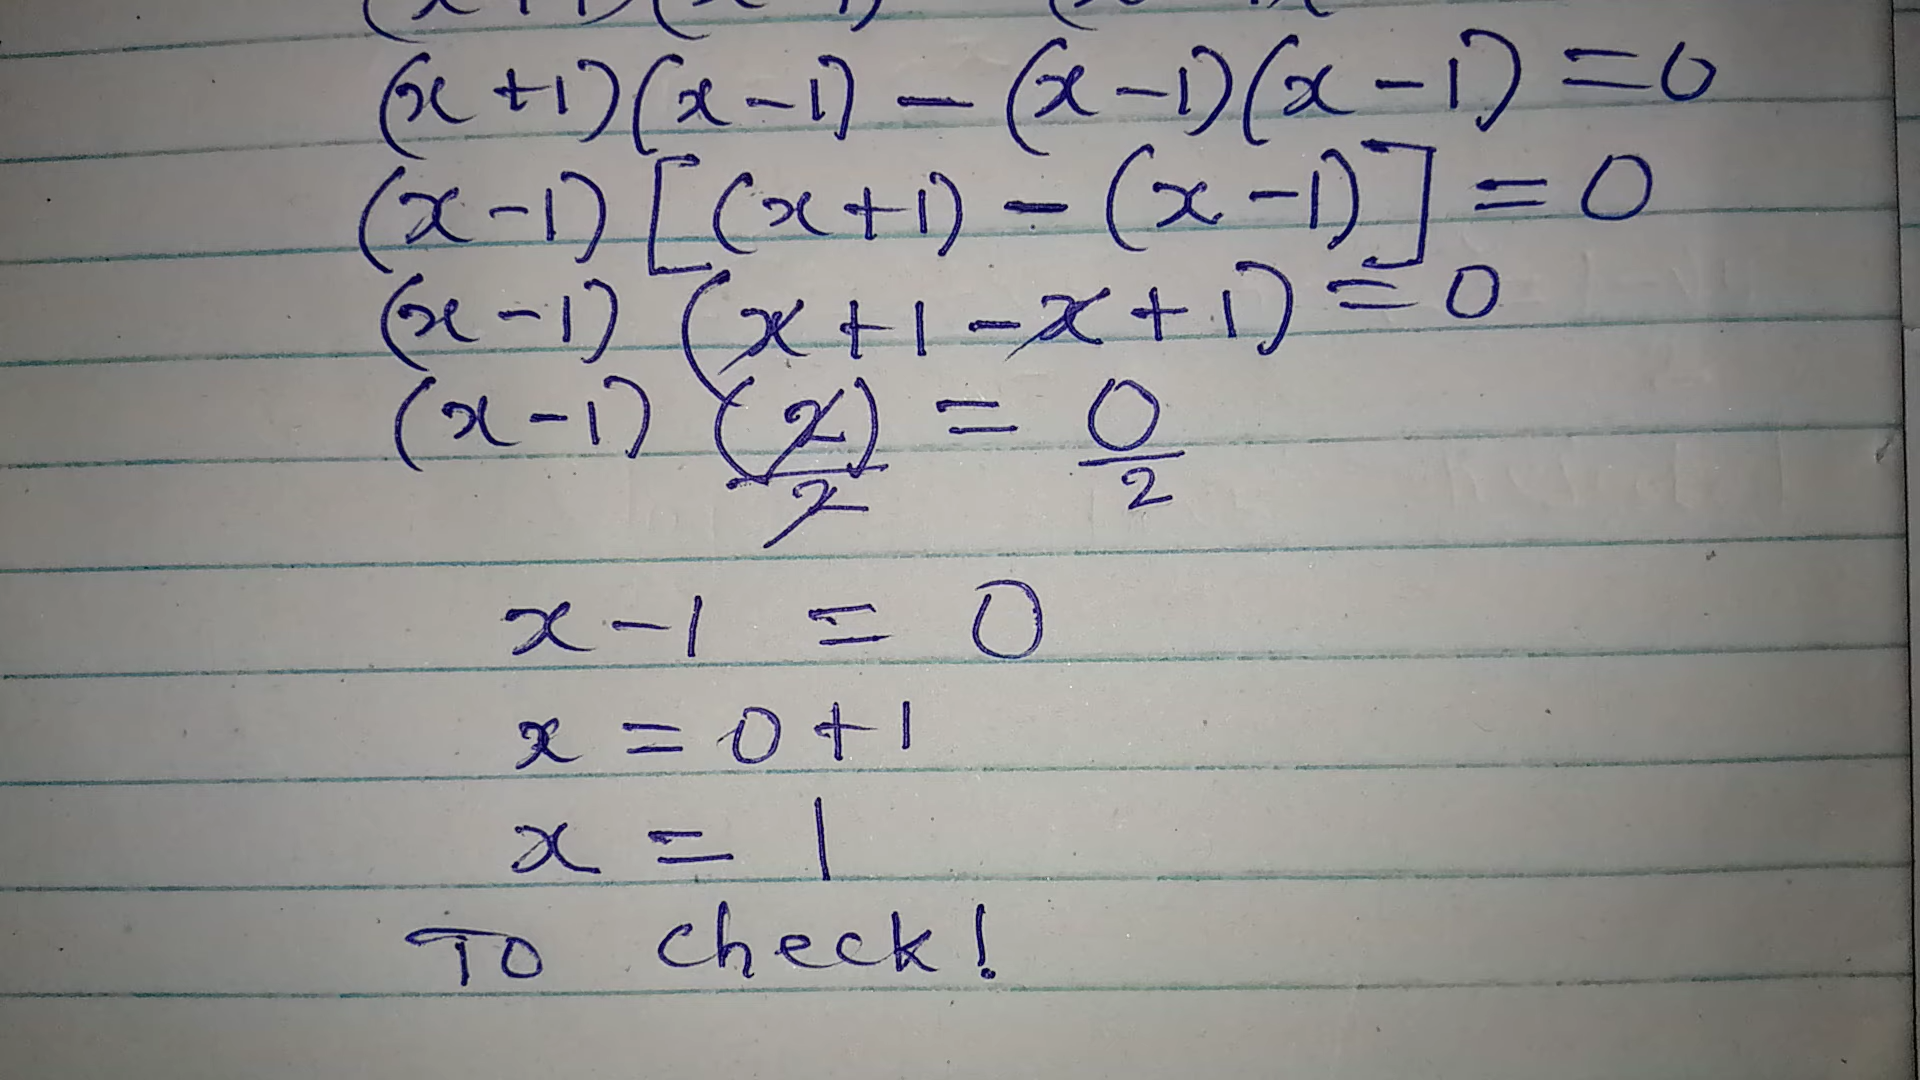 (x+1)(x-1) - (x-1)(x-1) = 0
(x-1) [(x+1) - (x-1)] = 0
(x-1) (x+1-x+1) = 0
(x-1) (2)/2 = 0/2
x-1 = 0
x = 0+1
x = 1
To check!